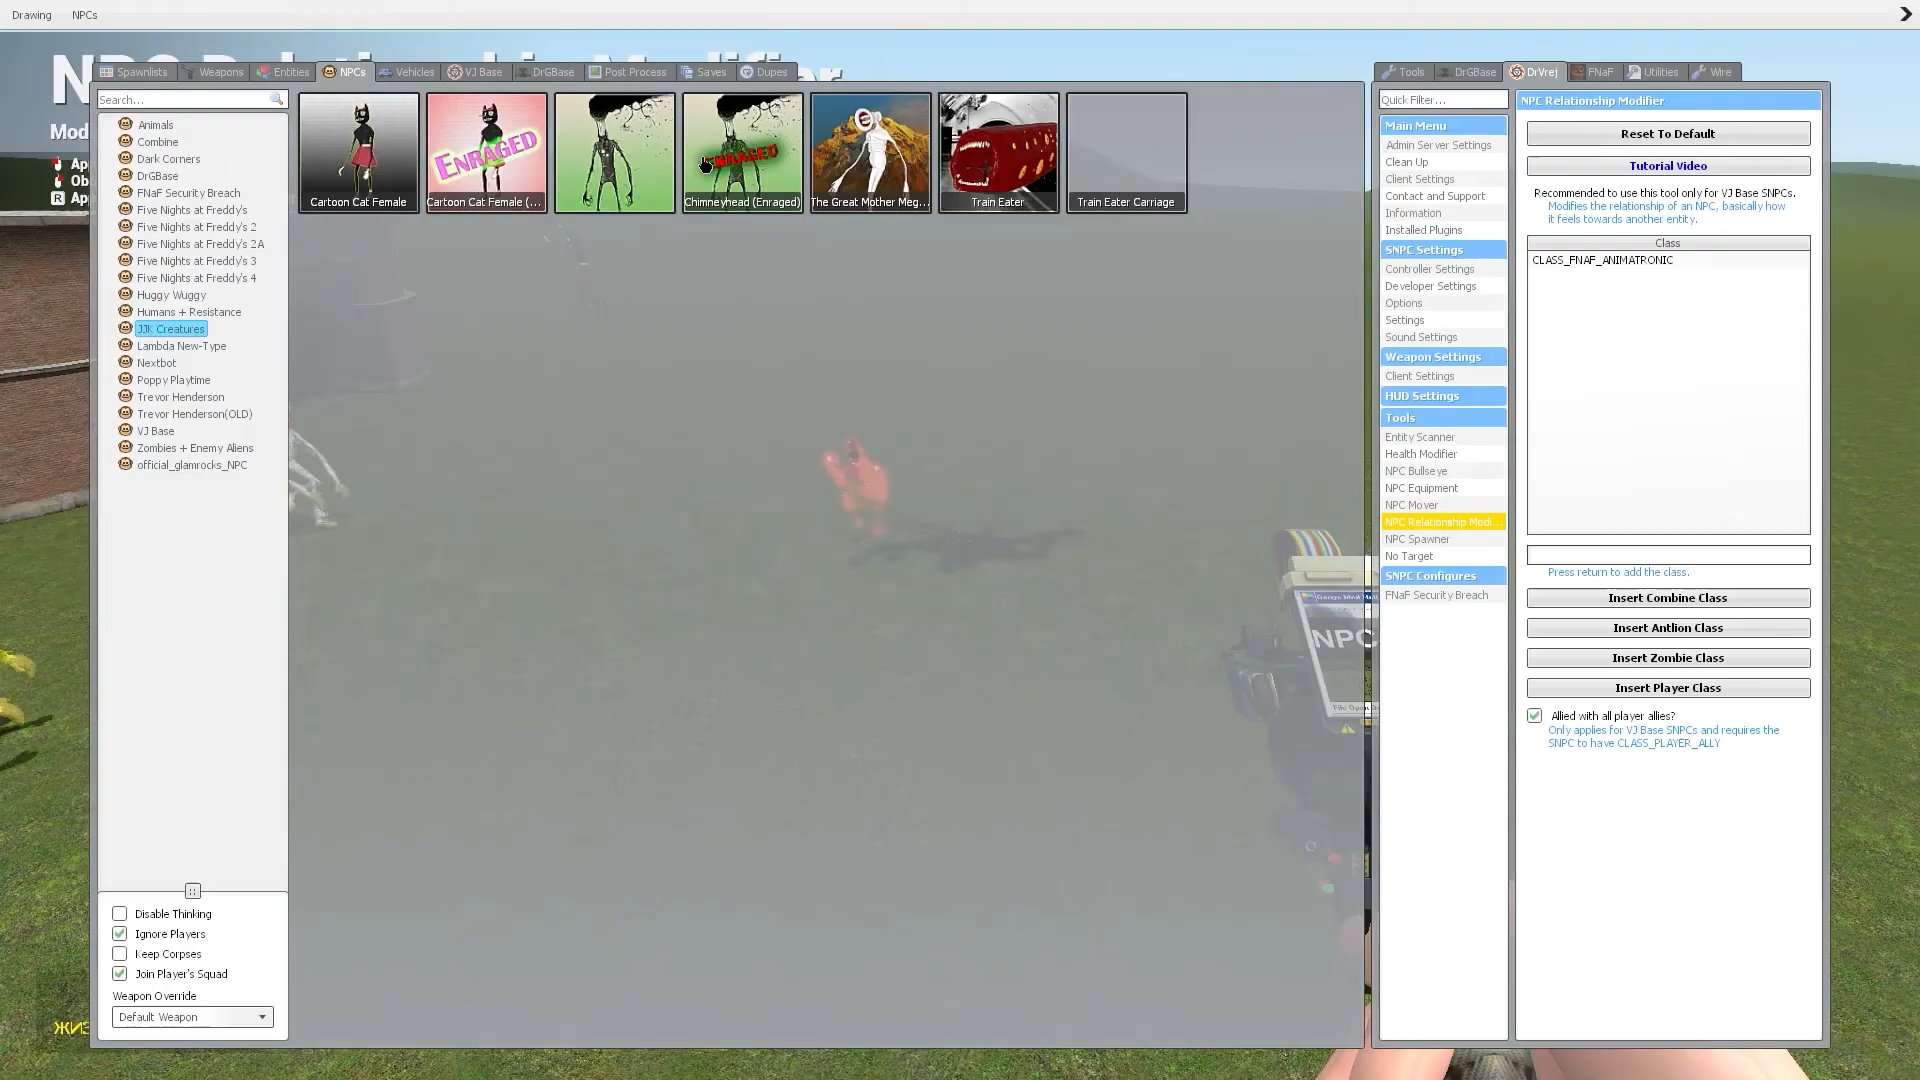 Drawing NPCs
Spawnlists Weapons Entities NPCs Vehicles VJ Base DrGBase Post Process Saves Dupes
Tools DrGBase DrVrej FNaF Utilities Wire
Search...
Animals
Combine
Dark Corners
DrGBase
FNaF Security Breach
Five Nights at Freddy's
Five Nights at Freddy's 2
Five Nights at Freddy's 2A
Five Nights at Freddy's 3
Five Nights at Freddy's 4
Huggy Wuggy
Humans + Resistance
JJK Creatures
Lambda New-Type
Nextbot
Poppy Playtime
Trevor Henderson
Trevor Henderson(OLD)
VJ Base
Zombies + Enemy Aliens
official_glamrocks_NPC
Disable Thinking
Ignore Players
Keep Corpses
Join Player's Squad
Weapon Override
Default Weapon
ENRAGED
ENRAGED
Cartoon Cat Female
Cartoon Cat Female (...
Chimneyhead (Enraged)
The Great Mother Meg...
Train Eater
Train Eater Carriage
NPC
Quick Filter...
Main Menu
Admin Server Settings
Clean Up
Client Settings
Contact and Support
Information
Installed Plugins
SNPC Settings
Controller Settings
Developer Settings
Options
Settings
Sound Settings
Weapon Settings
Client Settings
HUD Settings
Tools
Entity Scanner
Health Modifier
NPC Bullseye
NPC Equipment
NPC Mover
NPC Relationship Modi...
NPC Spawner
No Target
SNPC Configures
FNaF Security Breach
NPC Relationship Modifier
Reset To Default
Tutorial Video
Recommended to use this tool only for VJ Base SNPCs.
Modifies the relationship of an NPC, basically how
it feels towards another entity.
Class
CLASS_FNAF_ANIMATRONIC
Press return to add the class.
Insert Combine Class
Insert Antlion Class
Insert Zombie Class
Insert Player Class
Allied with all player allies?
Only applies for VJ Base SNPCs and requires the
SNPC to have CLASS_PLAYER_ALLY